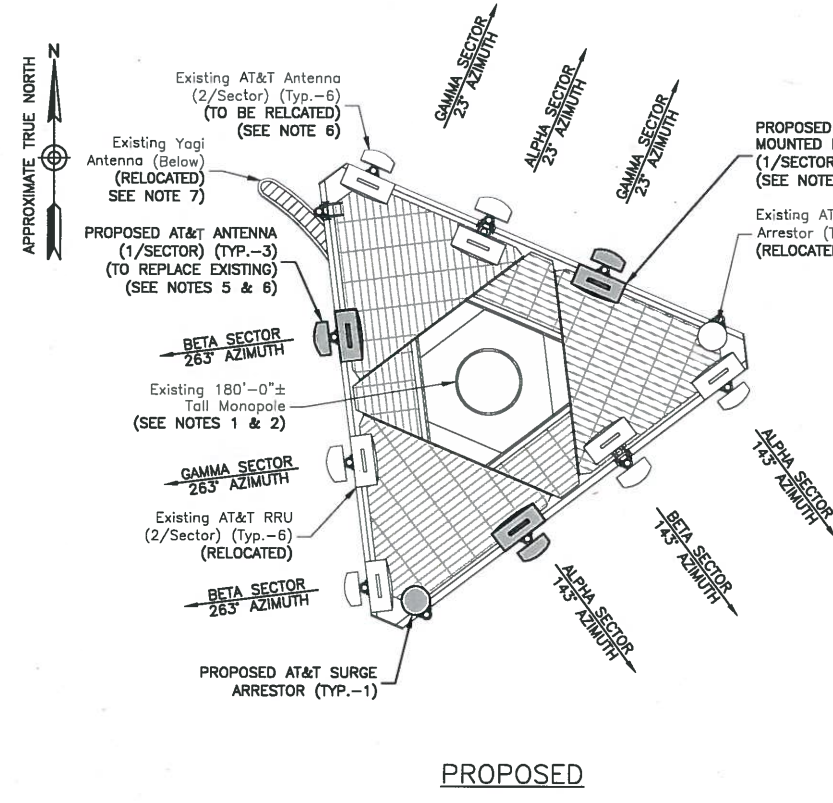 APPROXIMATE TRUE NORTH
N
Existing AT&T Antenna
(2/Sector) (Typ.-6)
(TO BE RELCATED)
(SEE NOTE 6)
GAMMA SECTOR
23° AZIMUTH
ALPHA SECTOR
23° AZIMUTH
GAMMA SECTOR
23° AZIMUTH
PROPOSED
MOUNTED
(1/SECTOR
(SEE NOTE
Existing Yagi
Antenna (Below)
(RELOCATED)
SEE NOTE 7)
Existing AT
Arrestor (T
(RELOCATE
PROPOSED AT&T ANTENNA
(1/SECTOR) (TYP.-3)
(TO REPLACE EXISTING)
(SEE NOTES 5 & 6)
BETA SECTOR
263° AZIMUTH
Existing 180'-0"±
Tall Monopole
(SEE NOTES 1 & 2)
GAMMA SECTOR
263° AZIMUTH
Existing AT&T RRU
(2/Sector) (Typ.-6)
(RELOCATED)
BETA SECTOR
263° AZIMUTH
ALPHA SECTOR
143° AZIMUTH
BETA SECTOR
143° AZIMUTH
ALPHA SECTOR
143° AZIMUTH
PROPOSED AT&T SURGE
ARRESTOR (TYP.-1)
PROPOSED